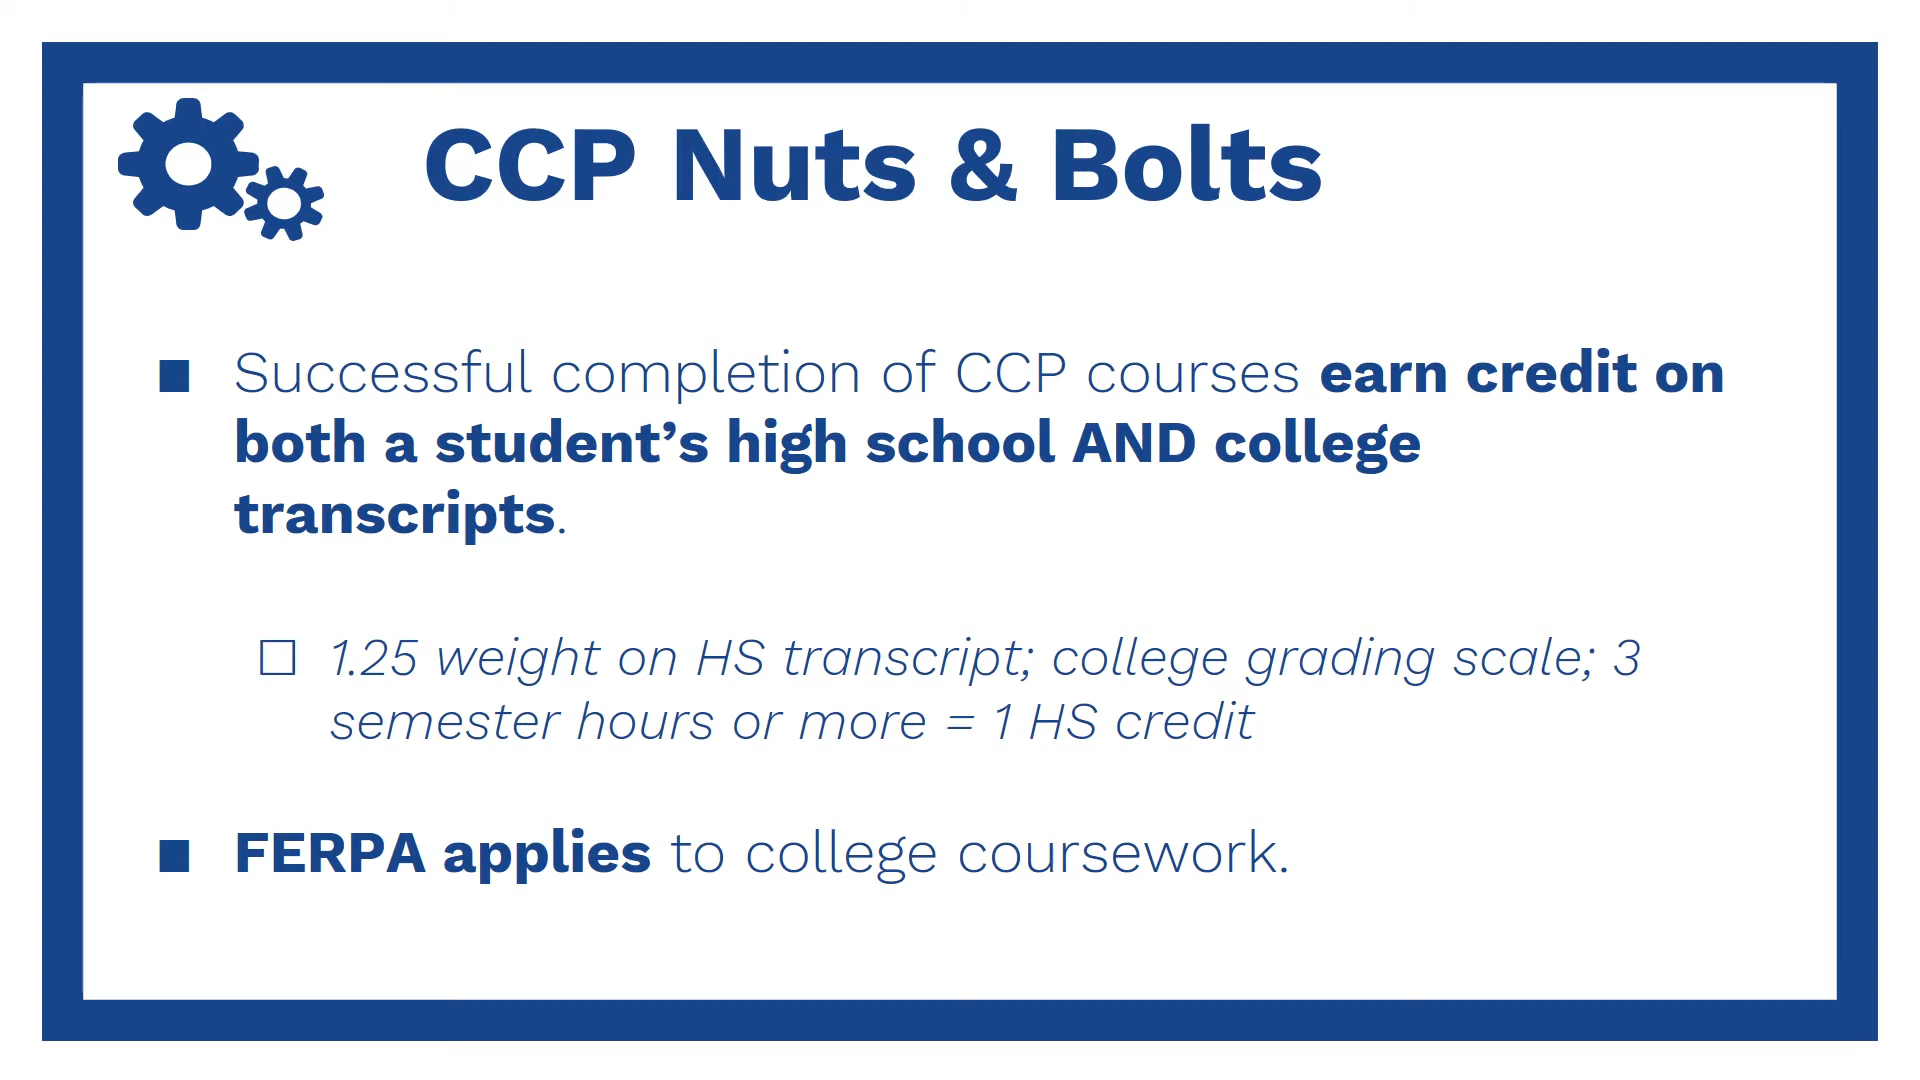 CCP Nuts & Bolts
■ Successful completion of CCP courses earn credit on
both a student’s high school AND college
transcripts.
□ 1.25 weight on HS transcript; college grading scale; 3
semester hours or more = 1 HS credit
■ FERPA applies to college coursework.